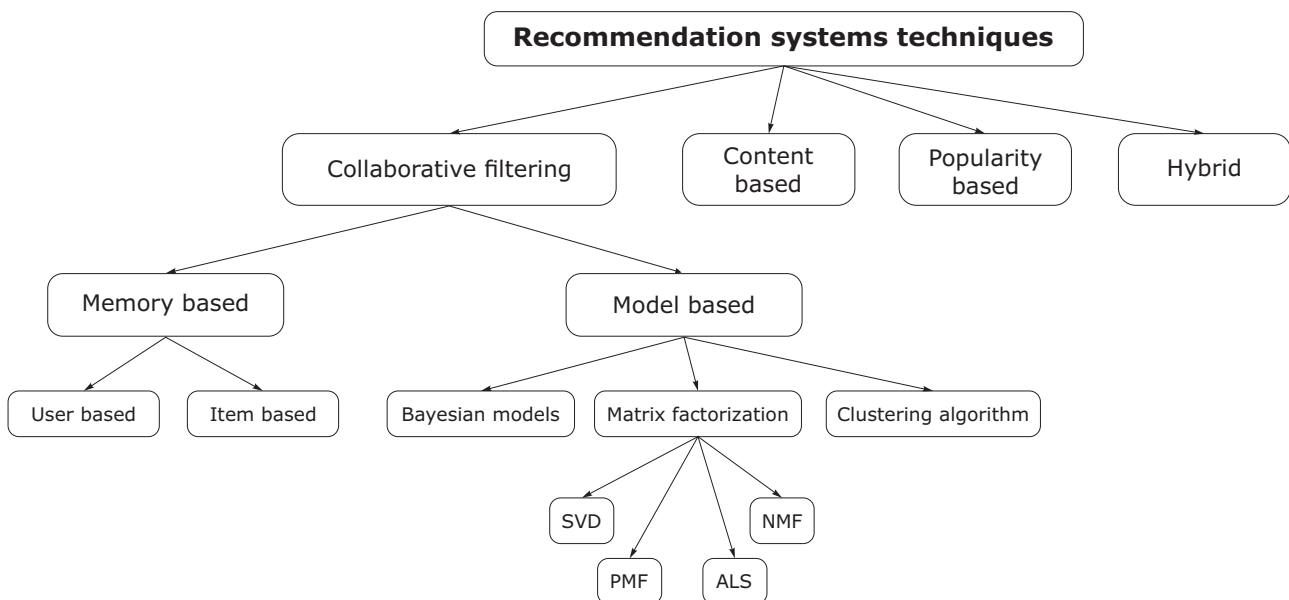 Recommendation systems techniques
Collaborative filtering
Content
based
Popularity
based
Hybrid
Memory based
Model based
User based
Item based
Bayesian models
Matrix factorization
Clustering algorithm
SVD
NMF
PMF
ALS